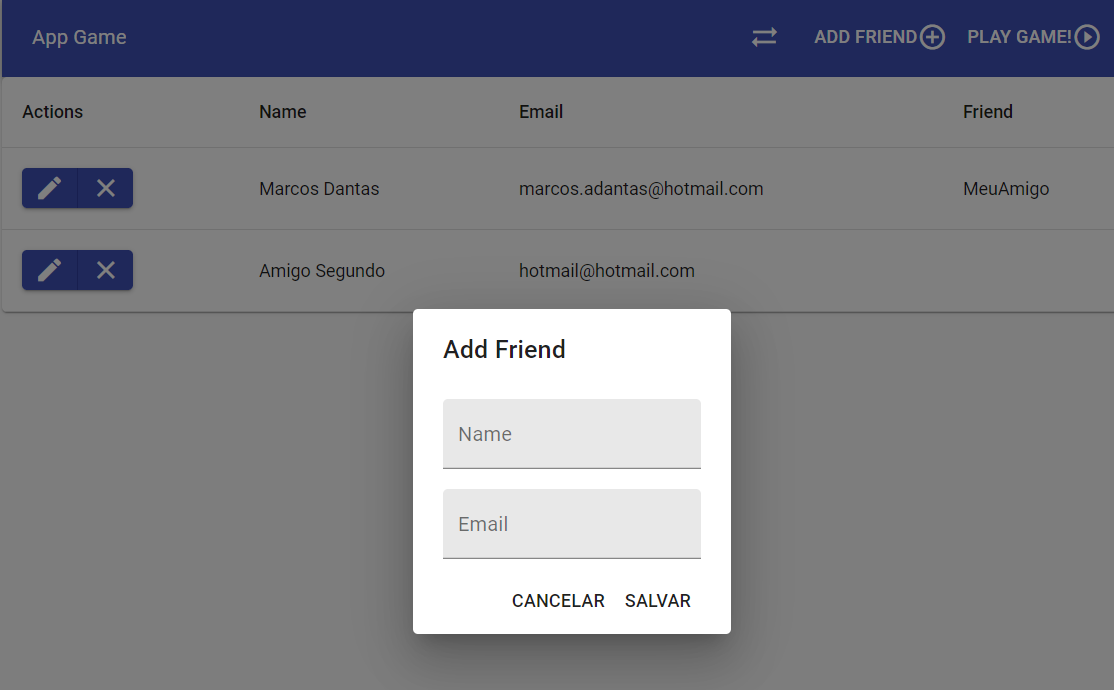 App Game
ADD FRIEND
PLAY GAME!
Actions Name Email Friend
Marcos Dantas marcos.adantas@hotmail.com MeuAmigo
Amigo Segundo hotmail@hotmail.com
Add Friend
Name
Email
CANCELAR SALVAR